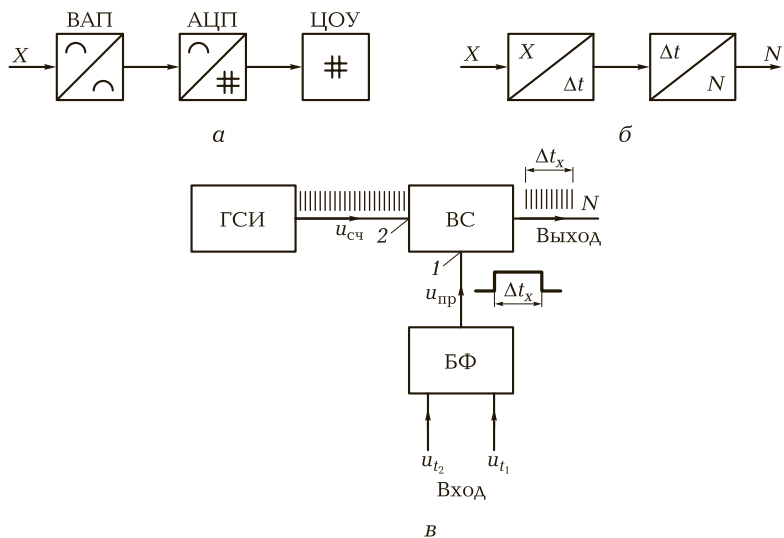 ВАП АЦП ЦОУ
X X X Δt Δt N N
а б
Δt_x
ГСИ ВС N
u_сч 2 Выход
1
u_пр Δt_x
БФ
u_t₂ u_t₁
Вход
в